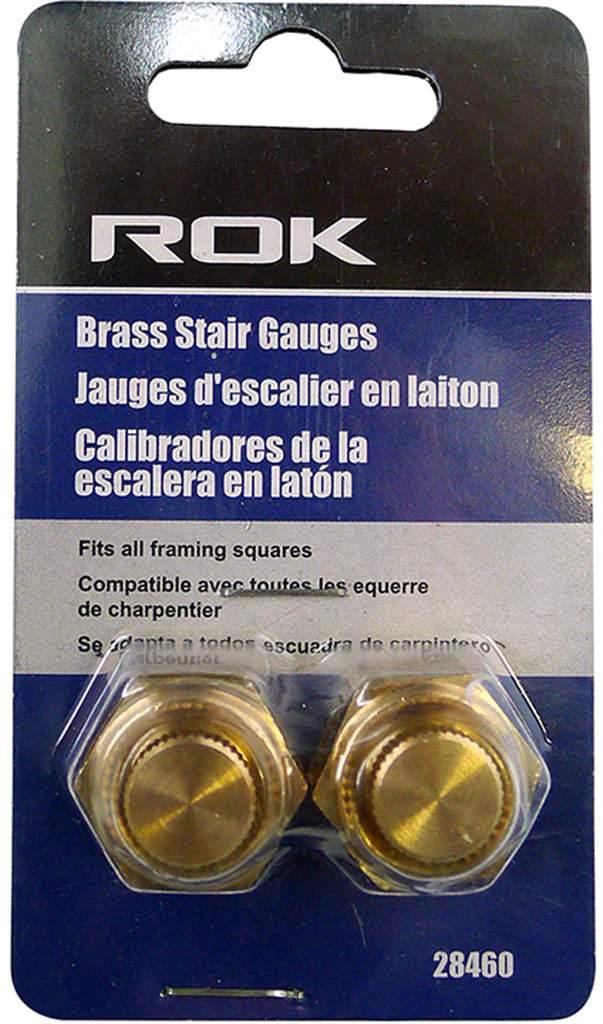 ROK
Brass Stair Gauges
Jauges d'escalier en laiton
Calibradores de la
escalera en latón
Fits all framing squares
Compatible avec toutes les equerre
de charpentier
Se adapta a todos escuadra de carpintero
28460